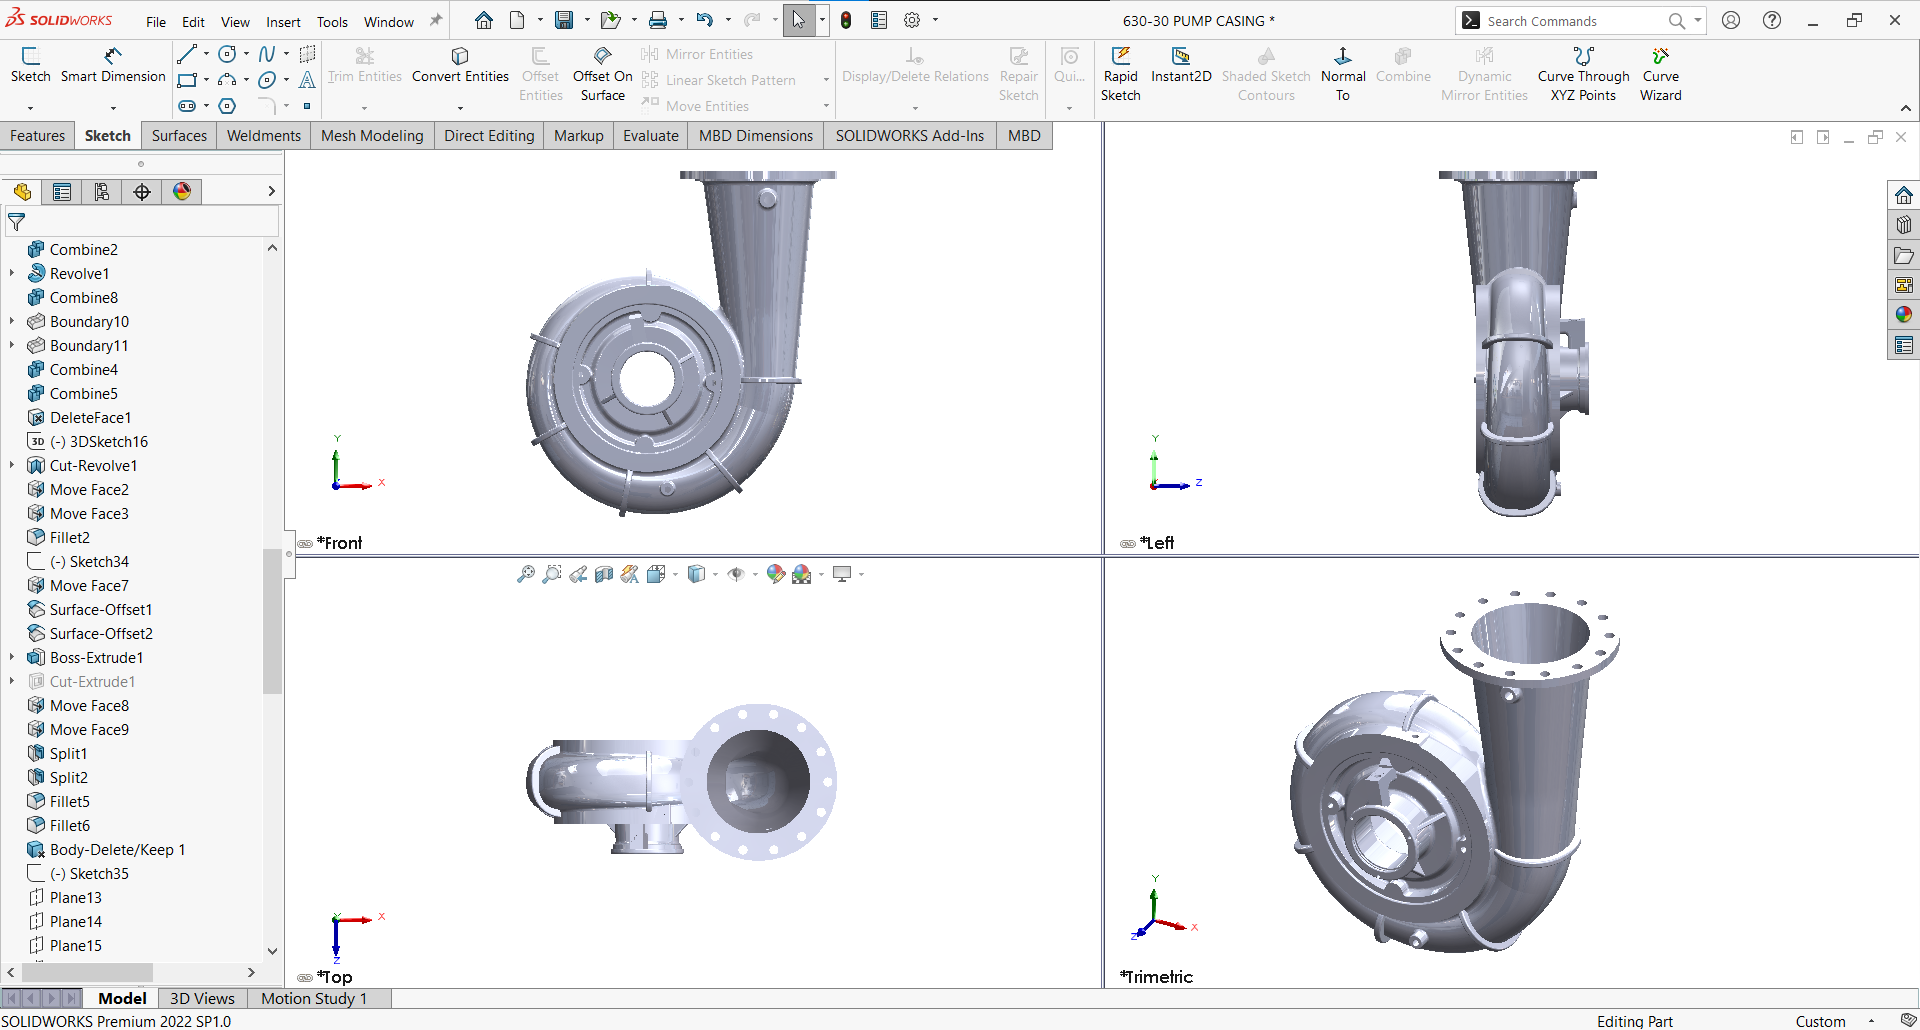 SOLIDWORKS File Edit View Insert Tools Window 630-30 PUMP CASING * Search Commands
Sketch Smart Dimension Trim Entities Convert Entities Offset Entities Offset On Surface Mirror Entities Linear Sketch Pattern Move Entities Display/Delete Relations Repair Sketch Qui... Rapid Sketch Instant2D Shaded Sketch Contours Normal To Combine Dynamic Mirror Entities Curve Through XYZ Points Curve Wizard
Features Sketch Surfaces Weldments Mesh Modeling Direct Editing Markup Evaluate MBD Dimensions SOLIDWORKS Add-Ins MBD
Combine2
Revolve1
Combine8
Boundary10
Boundary11
Combine4
Combine5
DeleteFace1
3D (-) 3DSketch16
Cut-Revolve1
Move Face2
Move Face3
Fillet2
(-) Sketch34
Move Face7
Surface-Offset1
Surface-Offset2
Boss-Extrude1
Cut-Extrude1
Move Face8
Move Face9
Split1
Split2
Fillet5
Fillet6
Body-Delete/Keep 1
(-) Sketch35
Plane13
Plane14
Plane15
Y
X
*Front
Y
Z
*Left
Y
X
Z
*Top
Y
X
Z
*Trimetric
Model 3D Views Motion Study 1
SOLIDWORKS Premium 2022 SP1.0 Editing Part Custom